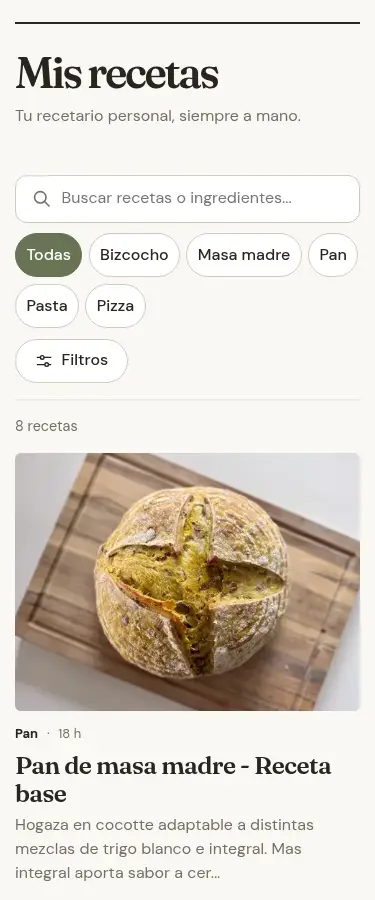 Mis recetas
Tu recetario personal, siempre a mano.
Buscar recetas o ingredientes...
Todas
Bizcocho
Masa madre
Pan
Pasta
Pizza
Filtros
8 recetas
Pan · 18 h
Pan de masa madre - Receta
base
Hogaza en cocotte adaptable a distintas
mezclas de trigo blanco e integral. Mas
integral aporta sabor a cer...